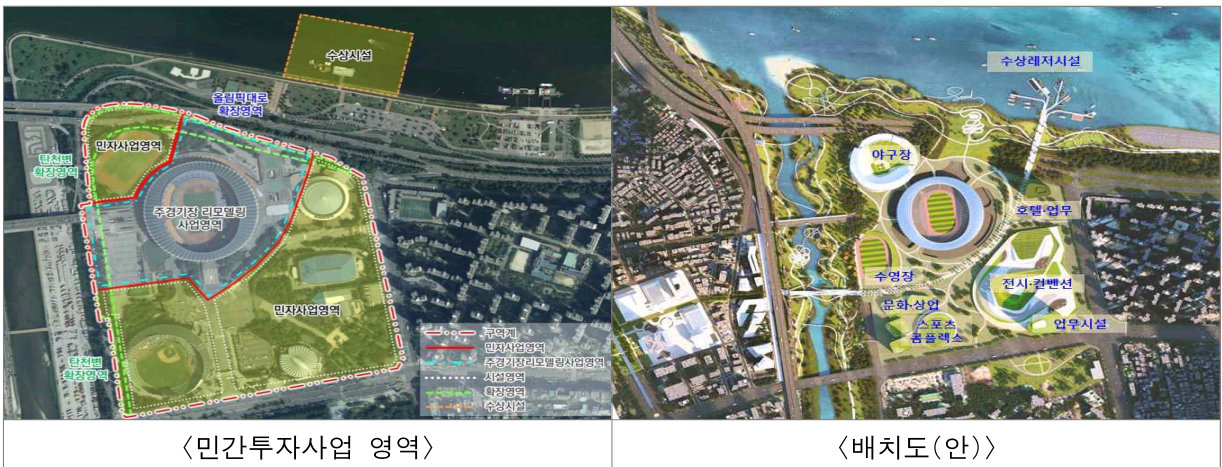 수상시설
올림픽대로
확장영역
민자사업영역
탄천변
확장영역
주경기장 리모델링
사업영역
민자사업영역
탄천변
확장영역
구역계
민자사업영역
주경기장리모델링사업영역
시설영역
확장영역
수상시설
〈민간투자사업 영역〉
수상레저시설
야구장
호텔·업무
수영장
전시·컨벤션
문화·상업
스포츠
콤플렉스
업무시설
〈배치도(안)〉